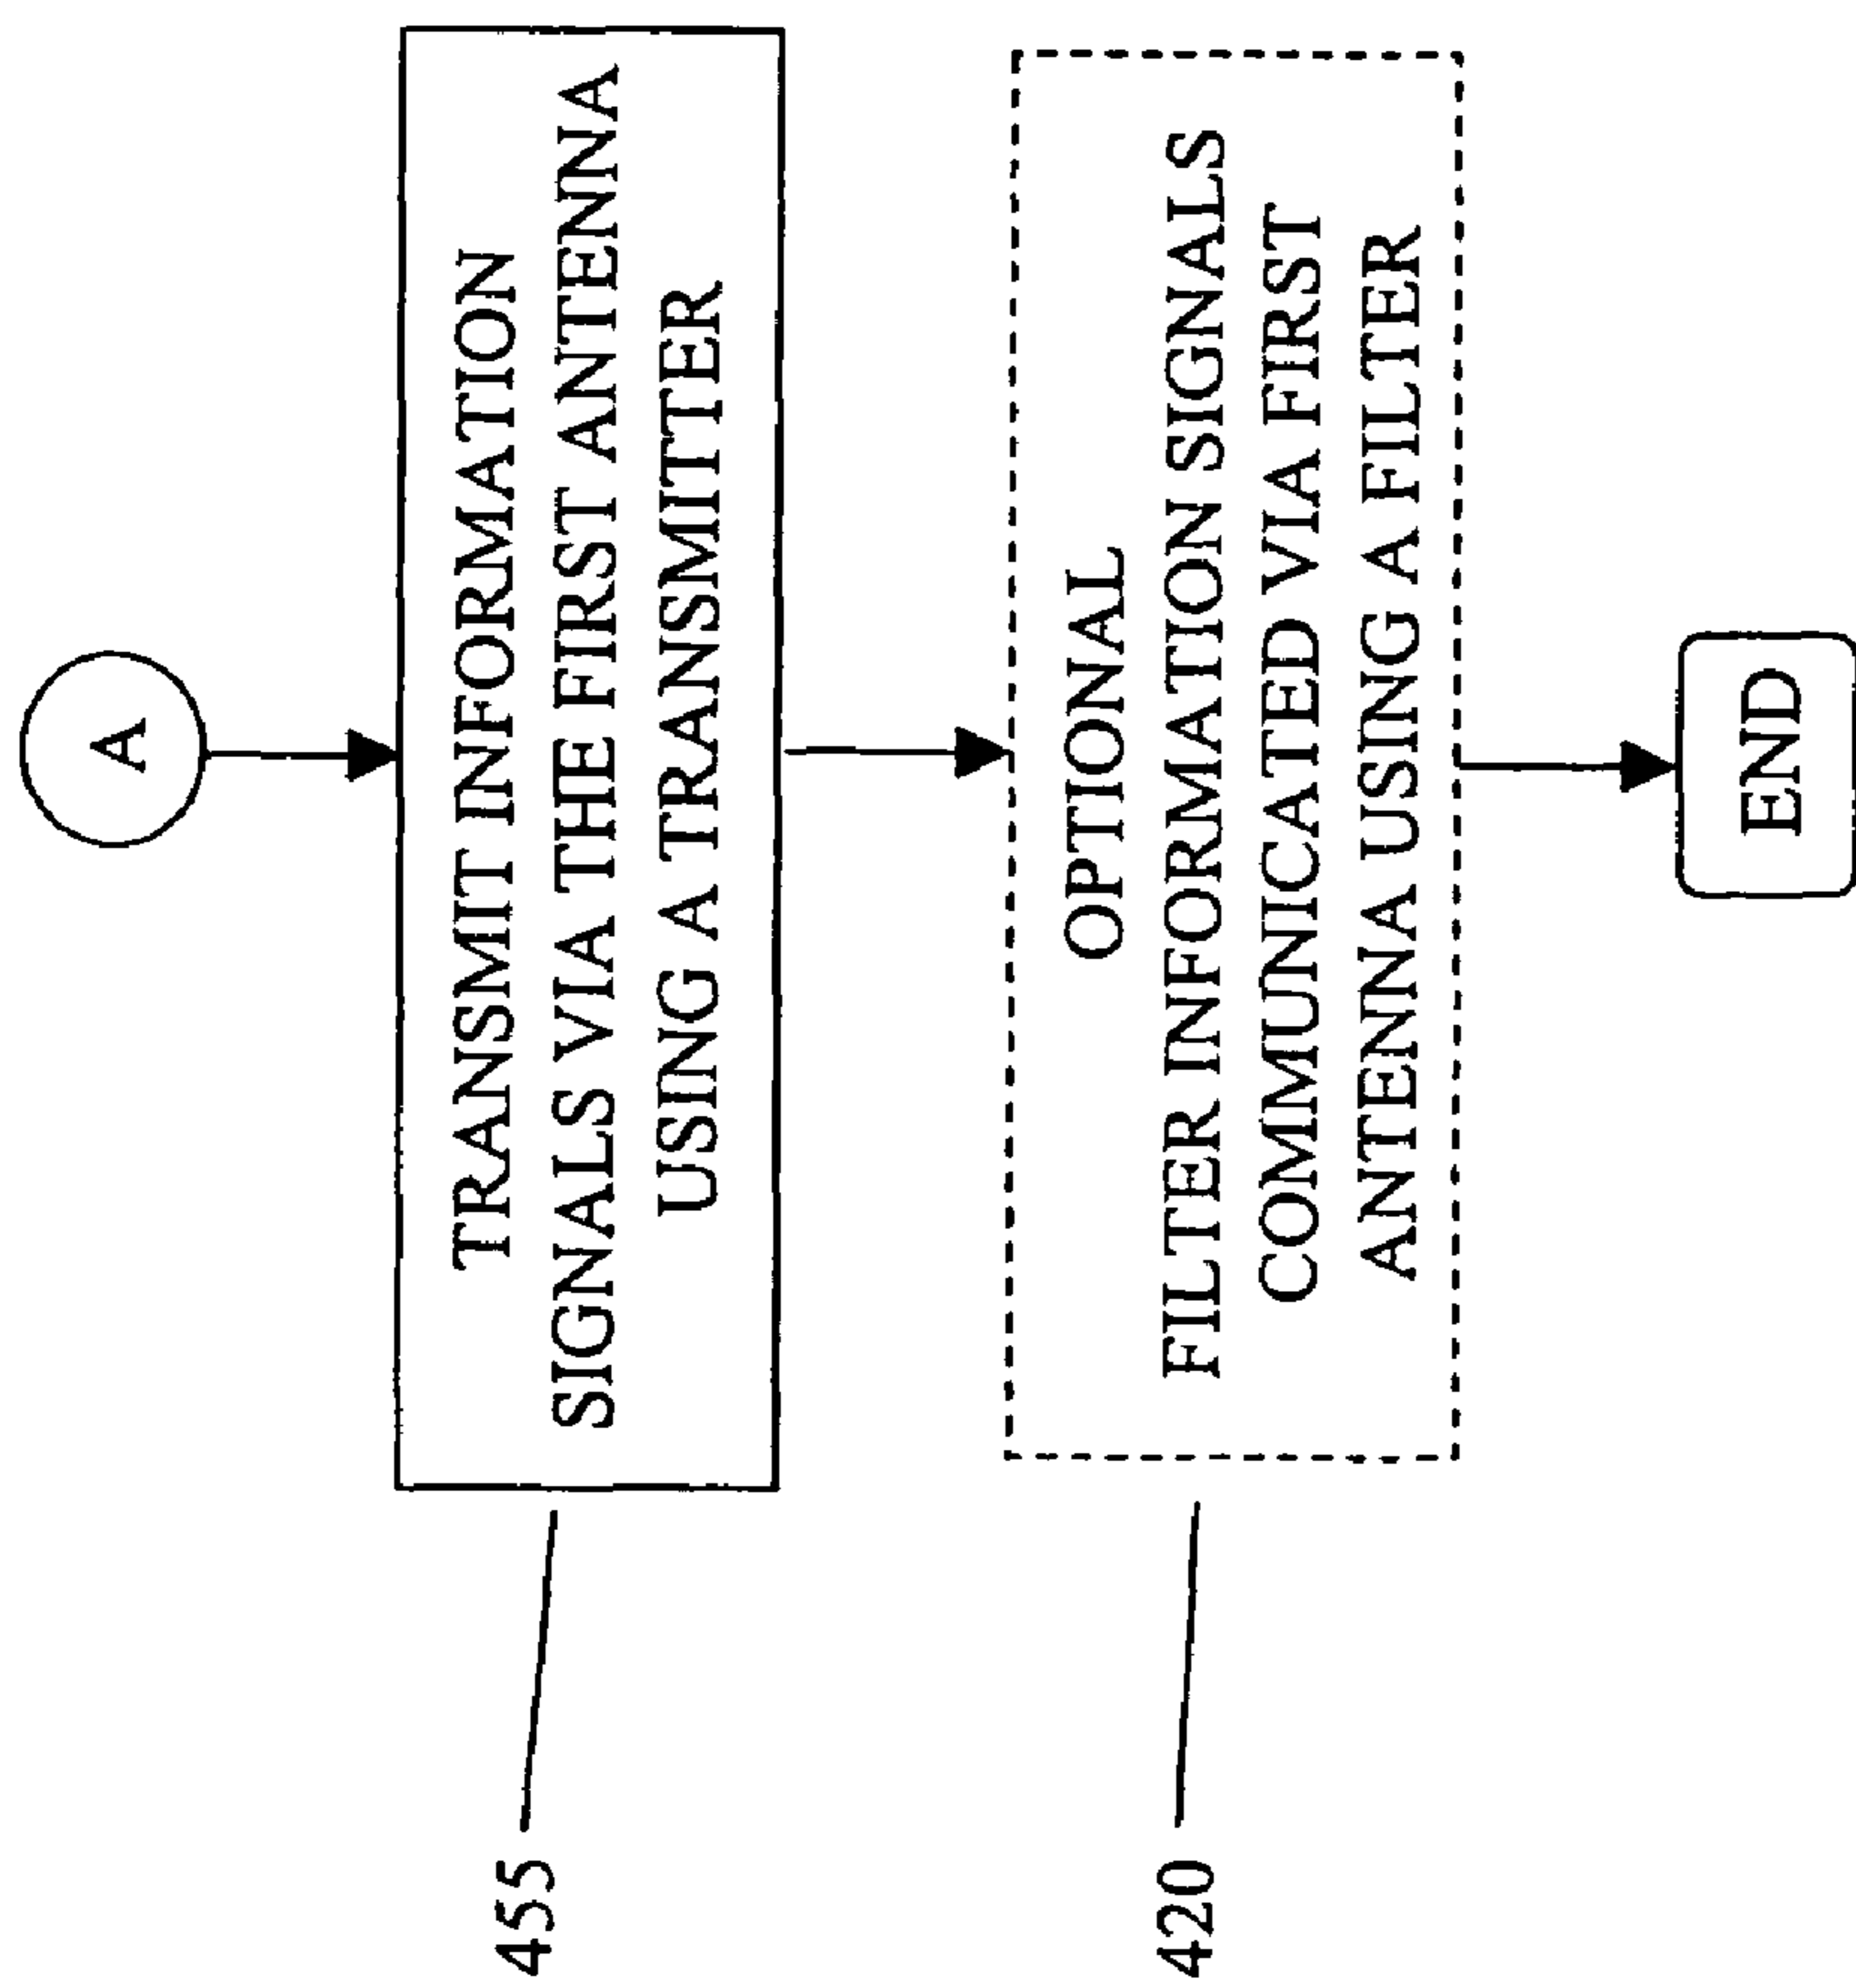 A
455
TRANSMIT INFORMATION
SIGNALS VIA THE FIRST ANTENNA
USING A TRANSMITTER
420
OPTIONAL
FILTER INFORMATION SIGNALS
COMMUNICATED VIA FIRST
ANTENNA USING A FILTER
END